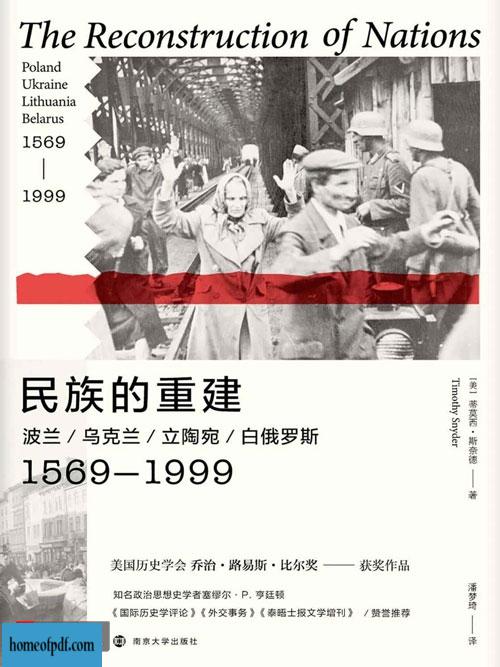 The Reconstruction of Nations
Poland
Ukraine
Lithuania
Belarus
1569
|
1999
民族的重建
波兰 / 乌克兰 / 立陶宛 / 白俄罗斯
1569—1999
[美] 蒂莫西·斯奈德 —— 著
Timothy Snyder
美国历史学会 乔治·路易斯·比尔奖 —— 获奖作品
知名政治思想史学者塞缪尔·P. 亨廷顿
《国际历史学评论》《外交事务》《泰晤士报文学增刊》 / 赞誉推荐
潘梦琦 —— 译
南京大学出版社
homeofpdf.com